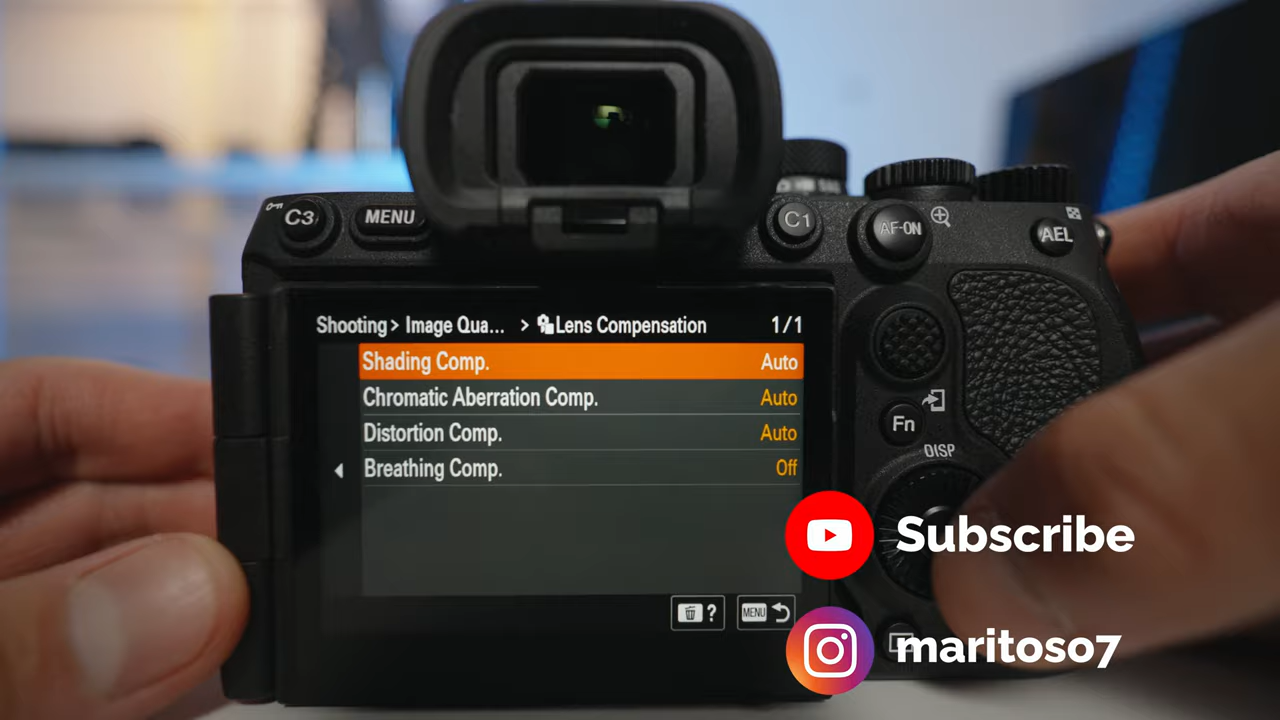 C3
MENU
C1
AF-ON
AEL
Shooting> Image Qua... > Lens Compensation 1/1
Shading Comp. Auto
Chromatic Aberration Comp. Auto
Distortion Comp. Auto
Breathing Comp. Off
Fn
DISP
? MENU
Subscribe
maritoso7